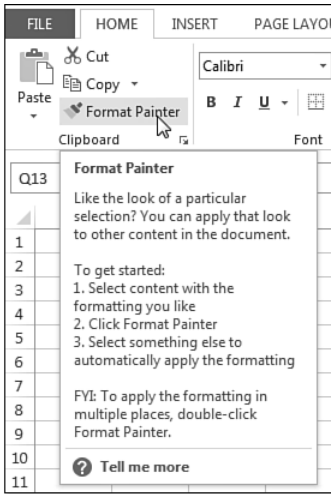 FILE HOME INSERT PAGE LAYOU
Cut
Copy
Paste
Format Painter
Calibri
B I U
Clipboard
Font
Q13
Format Painter
Like the look of a particular
selection? You can apply that look
to other content in the document.
To get started:
1. Select content with the
formatting you like
2. Click Format Painter
3. Select something else to
automatically apply the formatting
FYI: To apply the formatting in
multiple places, double-click
Format Painter.
Tell me more
1
2
3
4
5
6
7
8
9
10
11